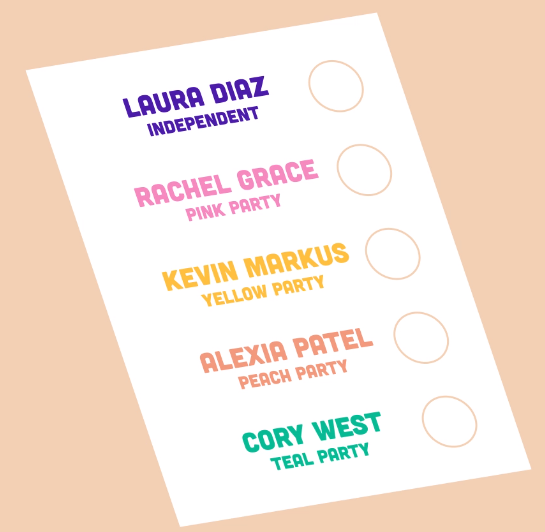 LAURA DIAZ
INDEPENDENT
RACHEL GRACE
PINK PARTY
KEVIN MARKUS
YELLOW PARTY
ALEXIA PATEL
PEACH PARTY
CORY WEST
TEAL PARTY